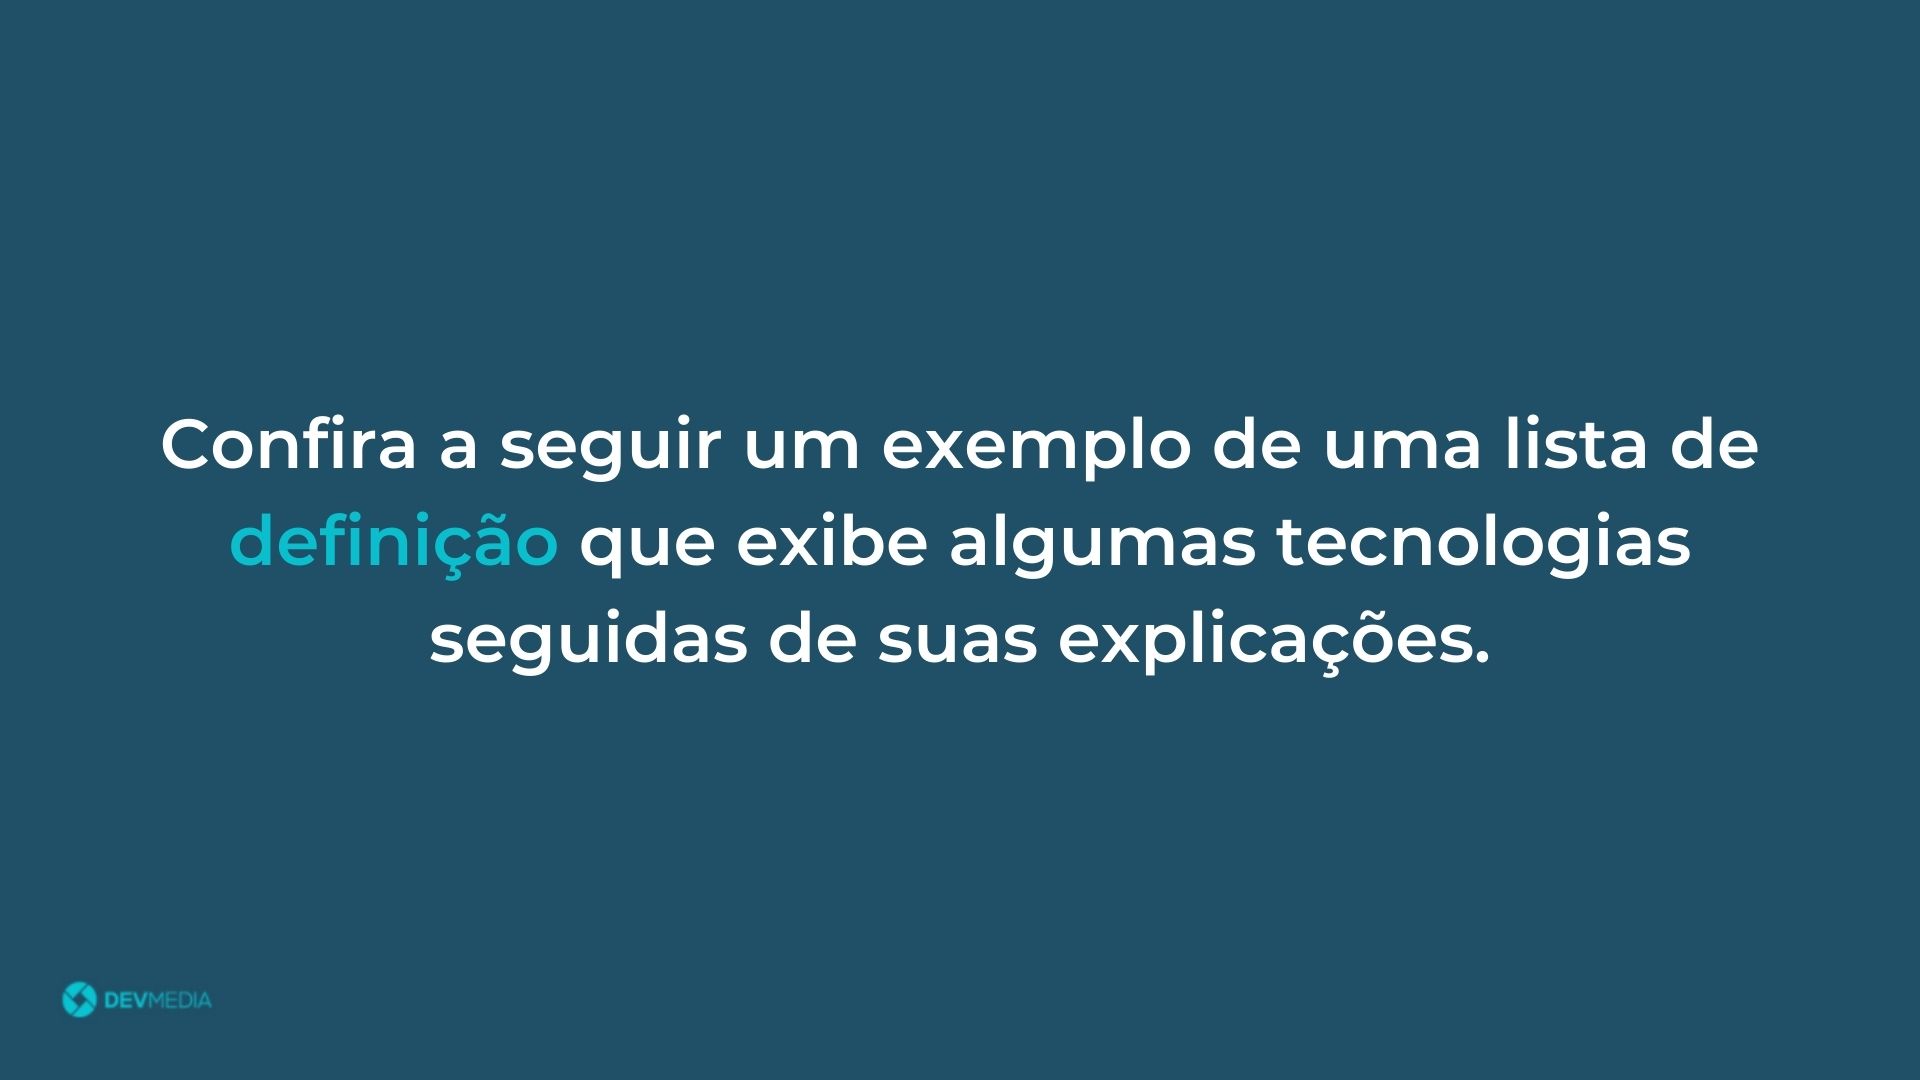 Confira a seguir um exemplo de uma lista de
definição que exibe algumas tecnologias
seguidas de suas explicações.
DEVMEDIA